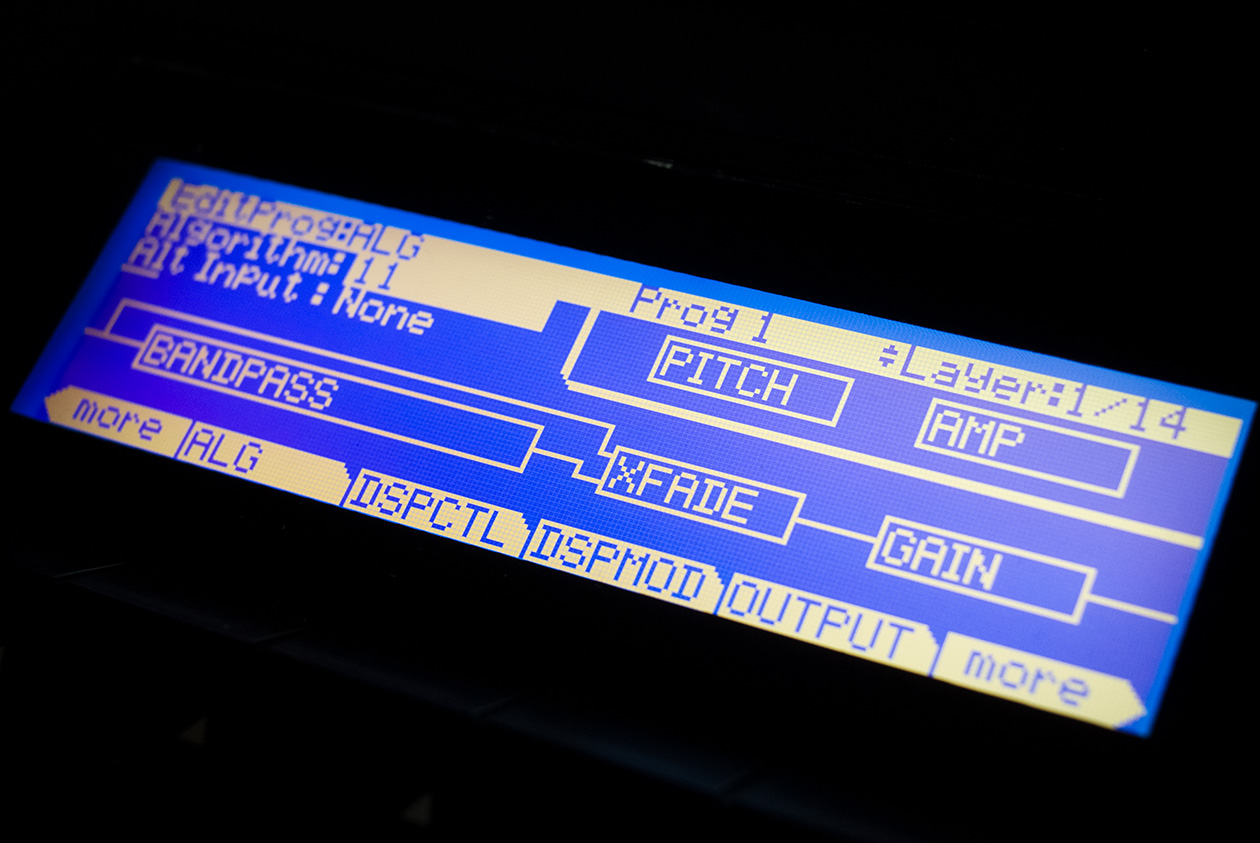 EditProg:ALG Prog 1 Layer:1/14
Algorithm: 11
Alt Input : None
PITCH AMP
BANDPASS XFADE GAIN
more ALG DSPCTL DSPMOD OUTPUT more